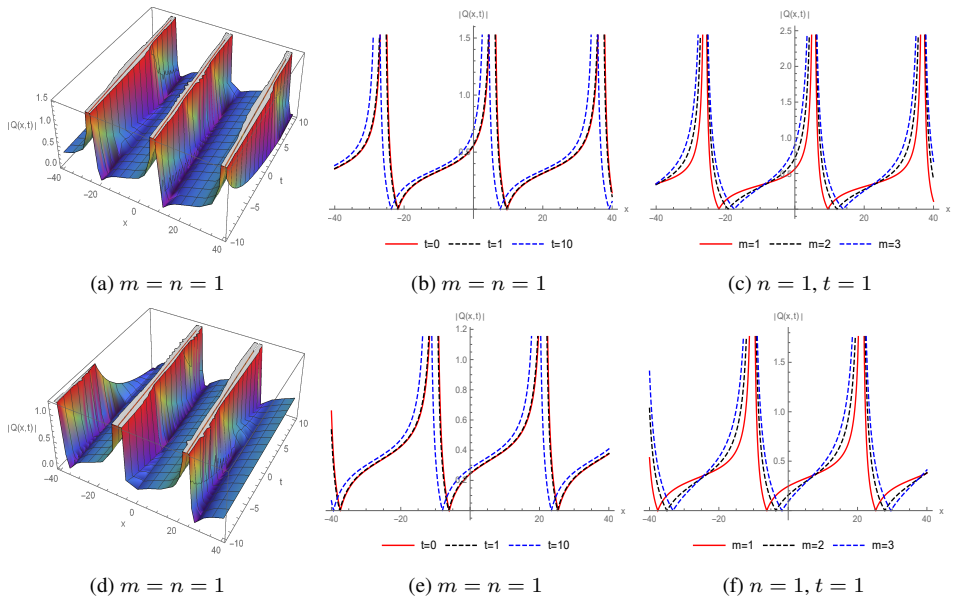 1.5
1.0
|Q(x,t)|
0.5
0.0
−40
−20
0
x
20
40
−10
−5
0
t
5
10
|Q(x,t)|
1.5
1.0
0.5
−40
−20
0
20
40
x
t=0 t=1 t=10
|Q(x,t)|
2.5
2.0
1.5
1.0
0.5
−40
−20
0
20
40
x
m=1 m=2 m=3
(a) m = n = 1
(b) m = n = 1
(c) n = 1, t = 1
1.0
|Q(x,t)|
0.5
0.0
−40
−20
0
x
20
40
−10
−5
0
t
5
10
|Q(x,t)|
1.2
1.0
0.8
0.6
0.4
0.2
−40
−20
0
20
40
x
t=0 t=1 t=10
|Q(x,t)|
1.5
1.0
0.5
−40
−20
0
20
40
x
m=1 m=2 m=3
(d) m = n = 1
(e) m = n = 1
(f) n = 1, t = 1